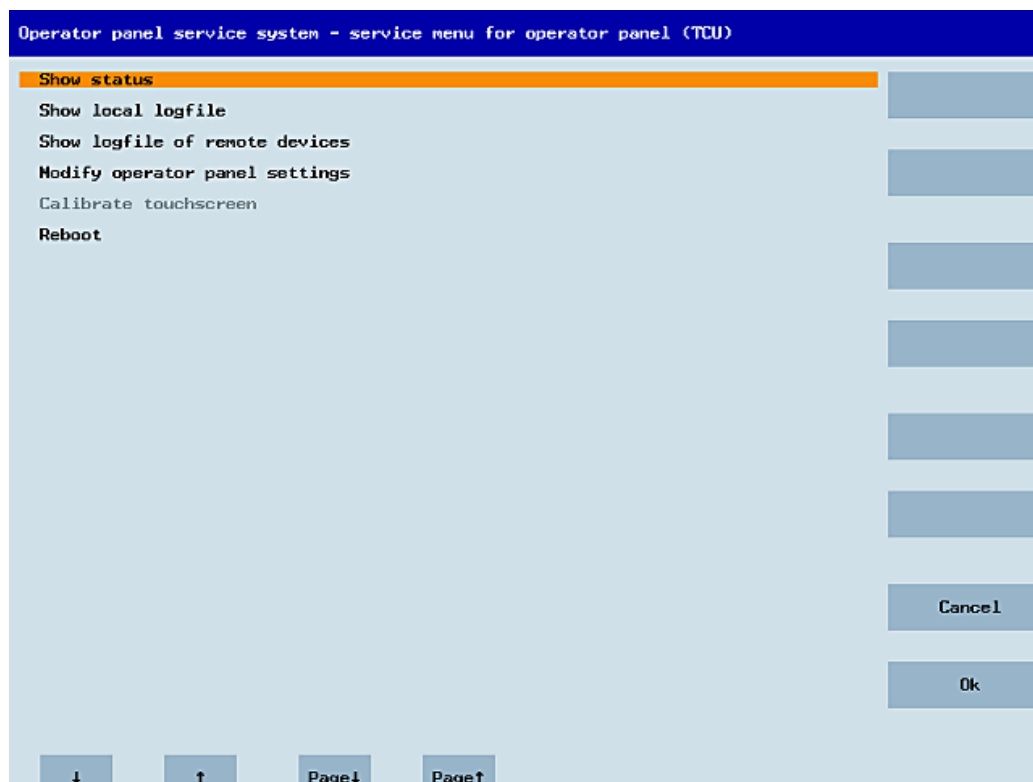 Operator panel service system - service menu for operator panel (TCU)
Show status
Show local logfile
Show logfile of remote devices
Modify operator panel settings
Calibrate touchscreen
Reboot
Cancel
Ok
↓ ↑ Page↓ Page↑